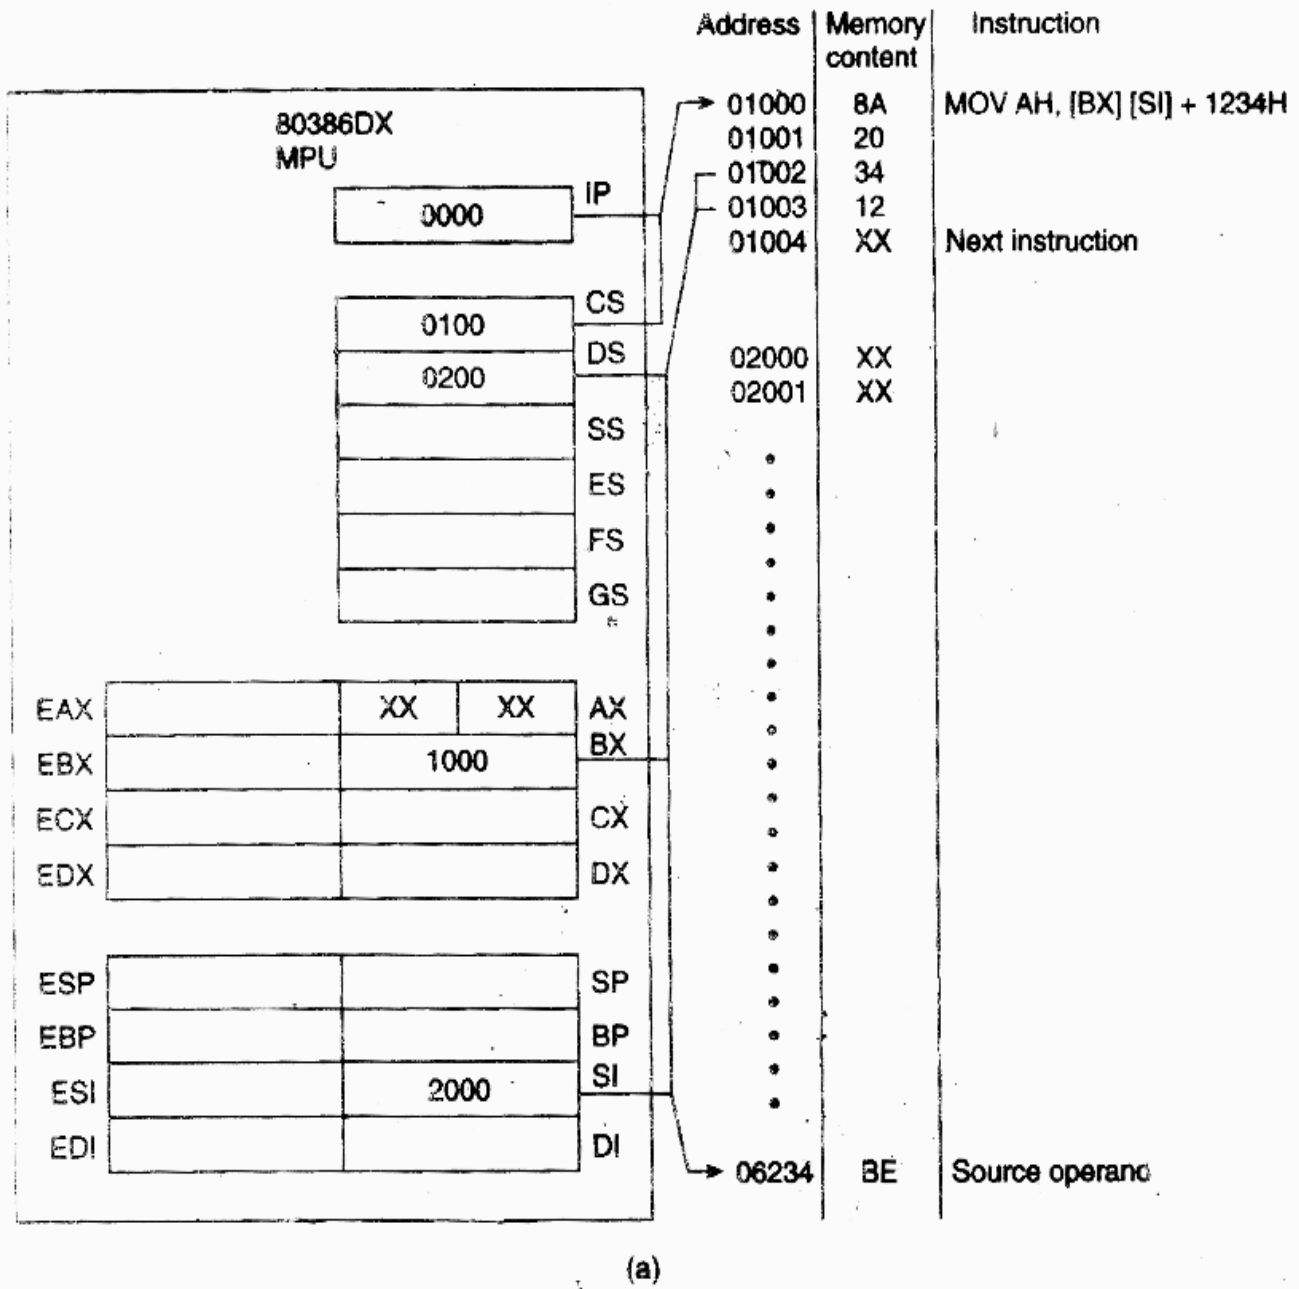 Address Memory content Instruction
80386DX
MPU
IP
0000
CS
0100
DS
0200
SS
ES
FS
GS
EAX XX XX AX
EBX 1000 BX
ECX CX
EDX DX
ESP SP
EBP BP
ESI 2000 SI
EDI DI
01000 8A MOV AH, [BX] [SI] + 1234H
01001 20
01002 34
01003 12
01004 XX Next instruction
02000 XX
02001 XX
06234 BE Source operand
(a)